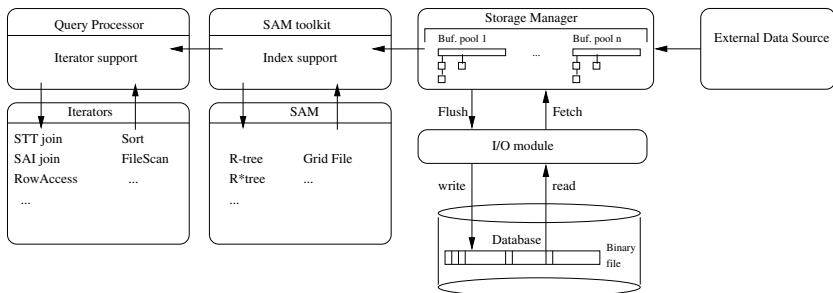 Query Processor
Iterator support
Iterators
STT join
Sort
SAI join
FileScan
RowAccess
...
...
SAM toolkit
Index support
SAM
R-tree
Grid File
R*tree
...
...
Storage Manager
Buf. pool 1
...
Buf. pool n
Flush
Fetch
I/O module
write
read
Database
Binary
file
External Data Source